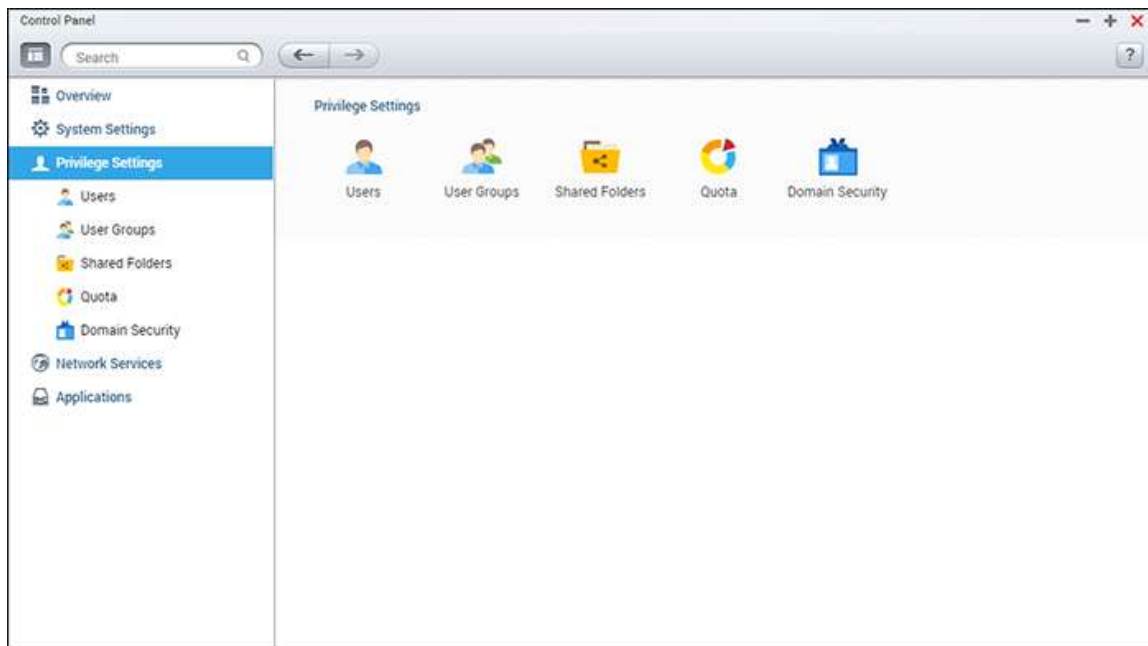 Control Panel
Search
?
Overview
System Settings
Privilege Settings
Users
User Groups
Shared Folders
Quota
Domain Security
Network Services
Applications
Privilege Settings
Users User Groups Shared Folders Quota Domain Security